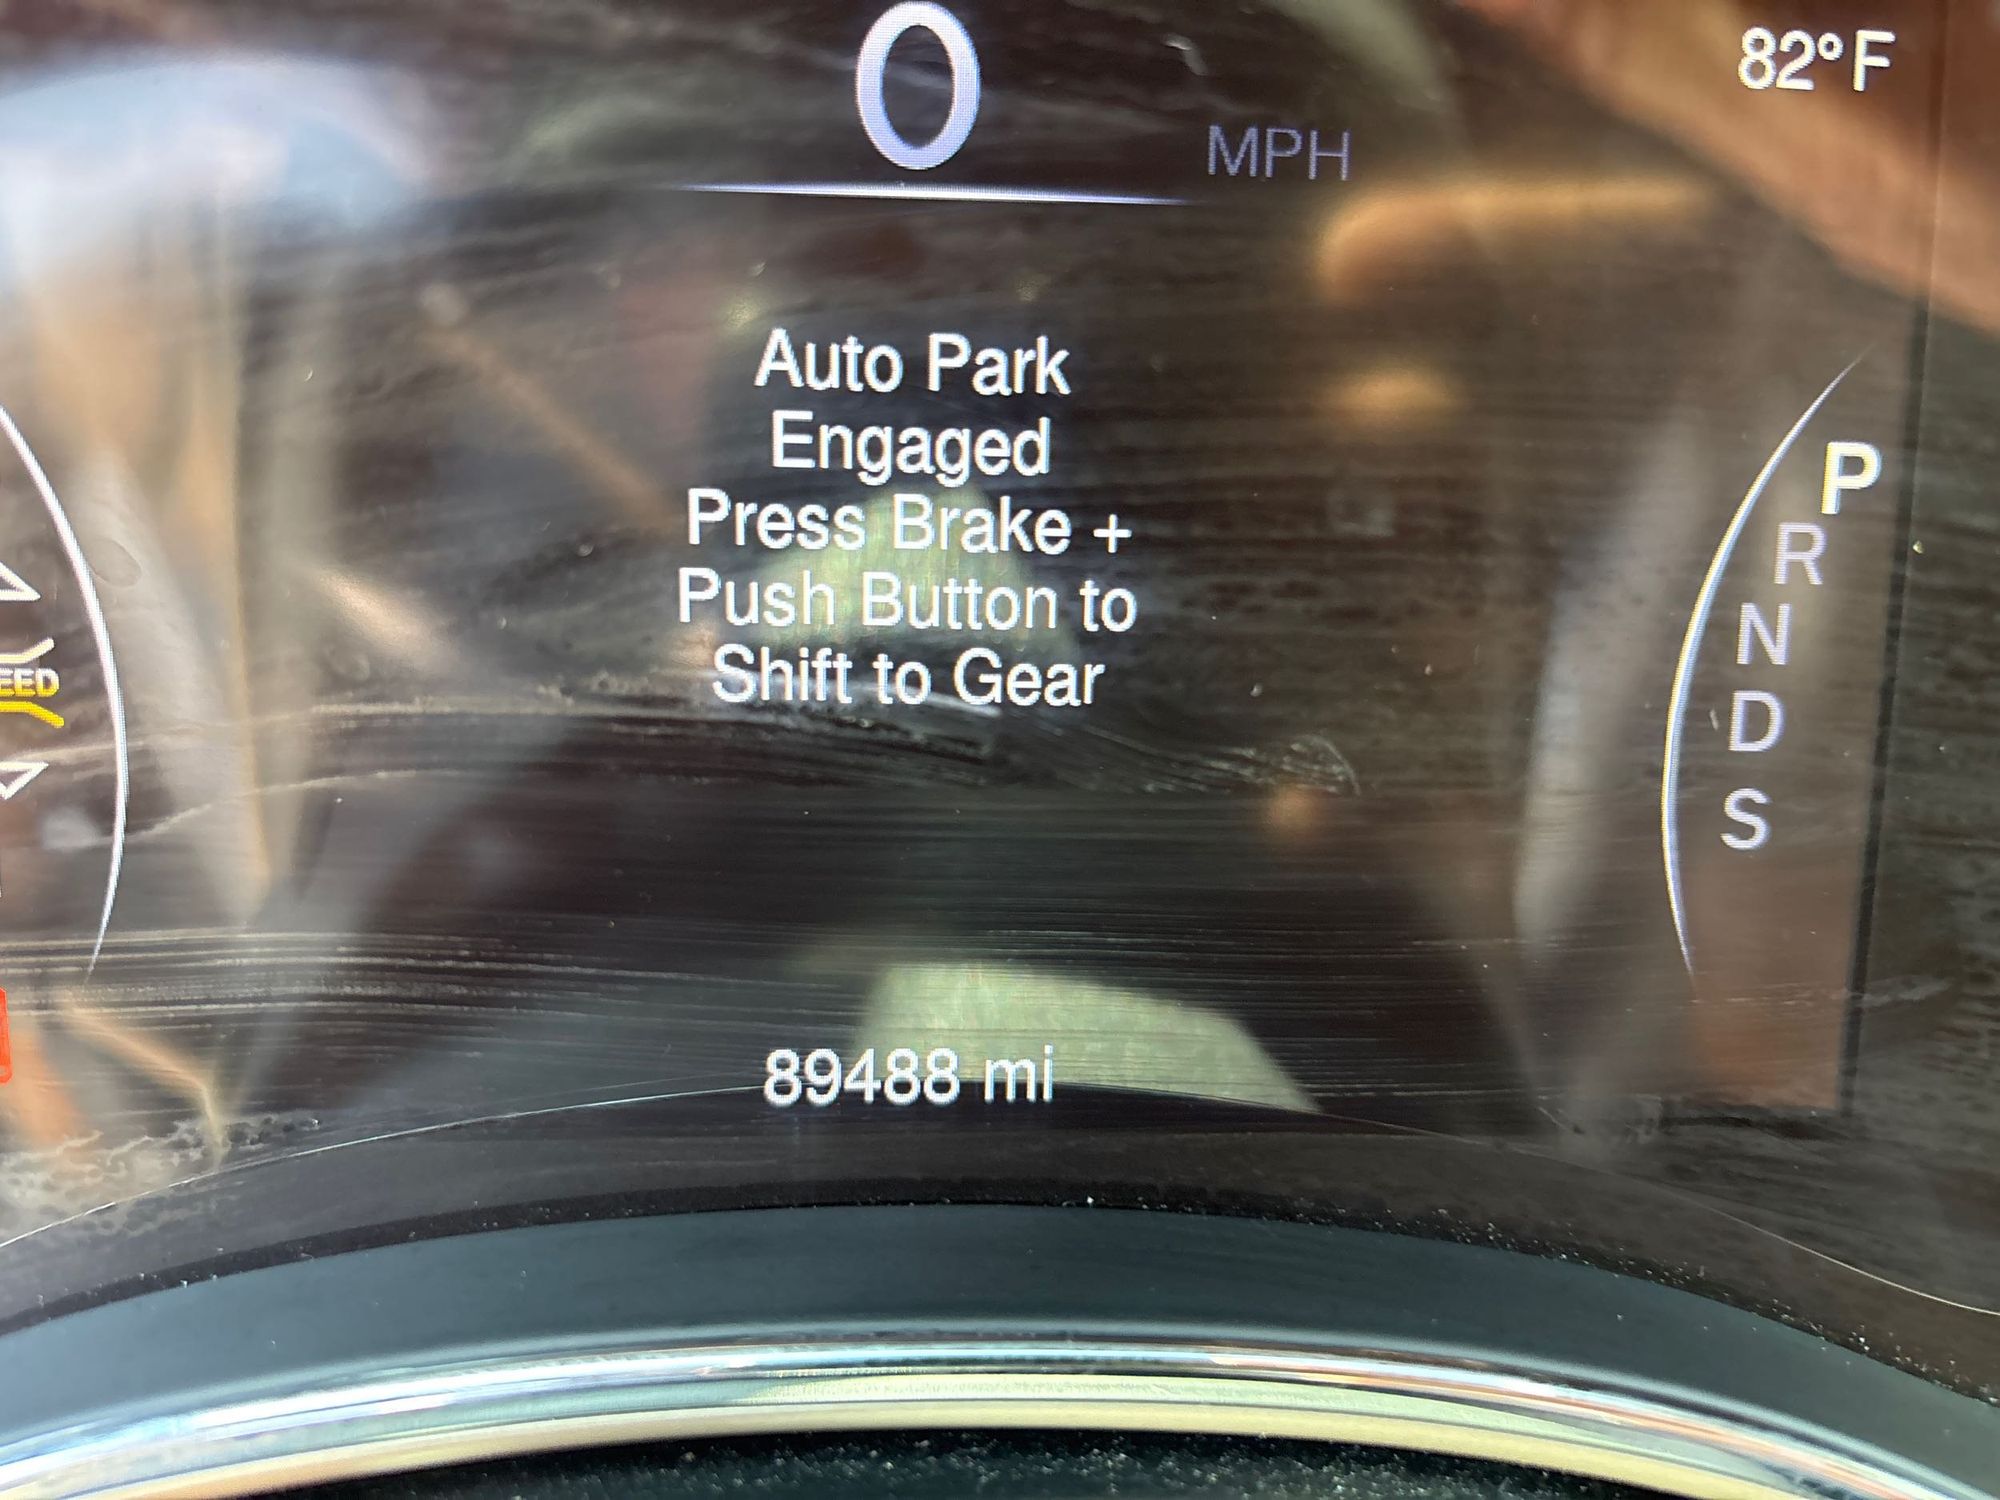 0
MPH
82°F
Auto Park
Engaged
Press Brake +
Push Button to
Shift to Gear
P
R
N
D
S
89488 mi